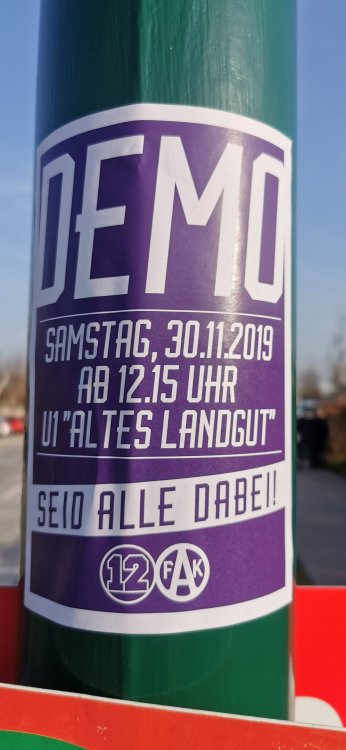 DEMO
SAMSTAG, 30.11.2019
AB 12.15 UHR
U1 "ALTES LANDGUT"
SEID ALLE DABEI!
12 FAK